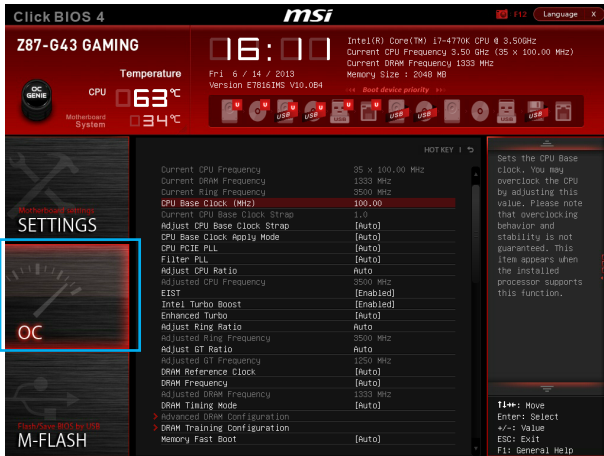 Click BIOS 4
msi
F12
Language
X
Z87-G43 GAMING
16:11
Intel(R) Core(TM) i7-4770K CPU @ 3.50GHz
Current CPU Frequency 3.50 GHz (35 x 100.00 MHz)
Current DRAM Frequency 1333 MHz
Memory Size : 2048 MB
Fri 6 / 14 / 2013
Version E7816IMS V10.0B4
Boot device priority
Temperature
OC GENIE
CPU 63°C
Motherboard
System 34°C
U U U U U U U
USB USB USB USB USB
HOT KEY
Motherboard settings
SETTINGS
OC
Flash/Save BIOS by USB
M-FLASH
Current CPU Frequency 35 x 100.00 MHz
Current DRAM Frequency 1333 MHz
Current Ring Frequency 3500 MHz
CPU Base Clock (MHz) 100.00
Current CPU Base Clock Strap 1.0
Adjust CPU Base Clock Strap [Auto]
CPU Base Clock Apply Mode [Auto]
CPU PCIE PLL [Auto]
Filter PLL [Auto]
Adjust CPU Ratio Auto
Adjusted CPU Frequency 3500 MHz
EIST [Enabled]
Intel Turbo Boost [Enabled]
Enhanced Turbo [Auto]
Adjust Ring Ratio Auto
Adjusted Ring Frequency 3500 MHz
Adjust GT Ratio Auto
Adjusted GT Frequency 1250 MHz
DRAM Reference Clock [Auto]
DRAM Frequency [Auto]
Adjusted DRAM Frequency 1333 MHz
DRAM Timing Mode [Auto]
> Advanced DRAM Configuration
> DRAM Training Configuration
Memory Fast Boot [Auto]
Sets the CPU Base
clock. You may
overclock the CPU
by adjusting this
value. Please note
that overclocking
behavior and
stability is not
guaranteed. This
item appears when
the installed
processor supports
this function.
↑↓→←: Move
Enter: Select
+/-: Value
ESC: Exit
F1: General Help